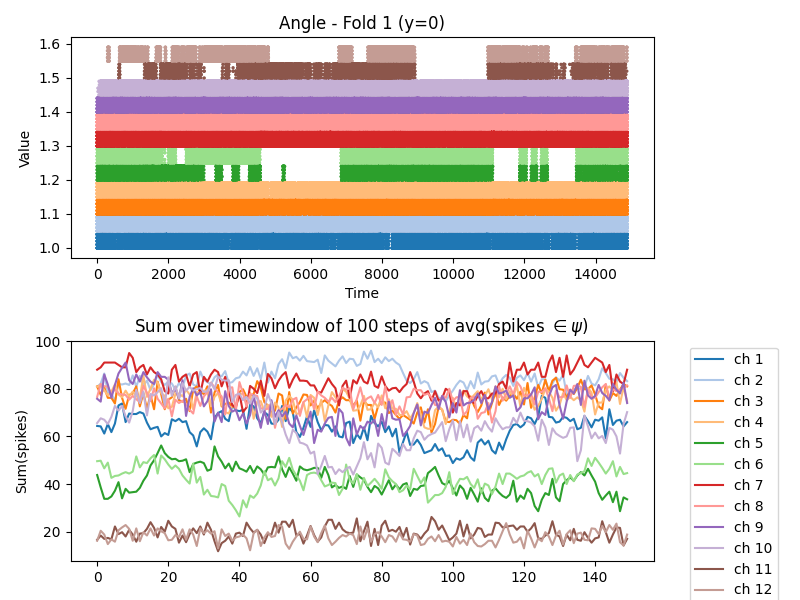 Angle - Fold 1 (y=0)
Value
1.6
1.5
1.4
1.3
1.2
1.1
1.0
0 2000 4000 6000 8000 10000 12000 14000
Time
Sum over timewindow of 100 steps of avg(spikes ∈ ψ)
Sum(spikes)
100
80
60
40
20
0 20 40 60 80 100 120 140
ch 1
ch 2
ch 3
ch 4
ch 5
ch 6
ch 7
ch 8
ch 9
ch 10
ch 11
ch 12